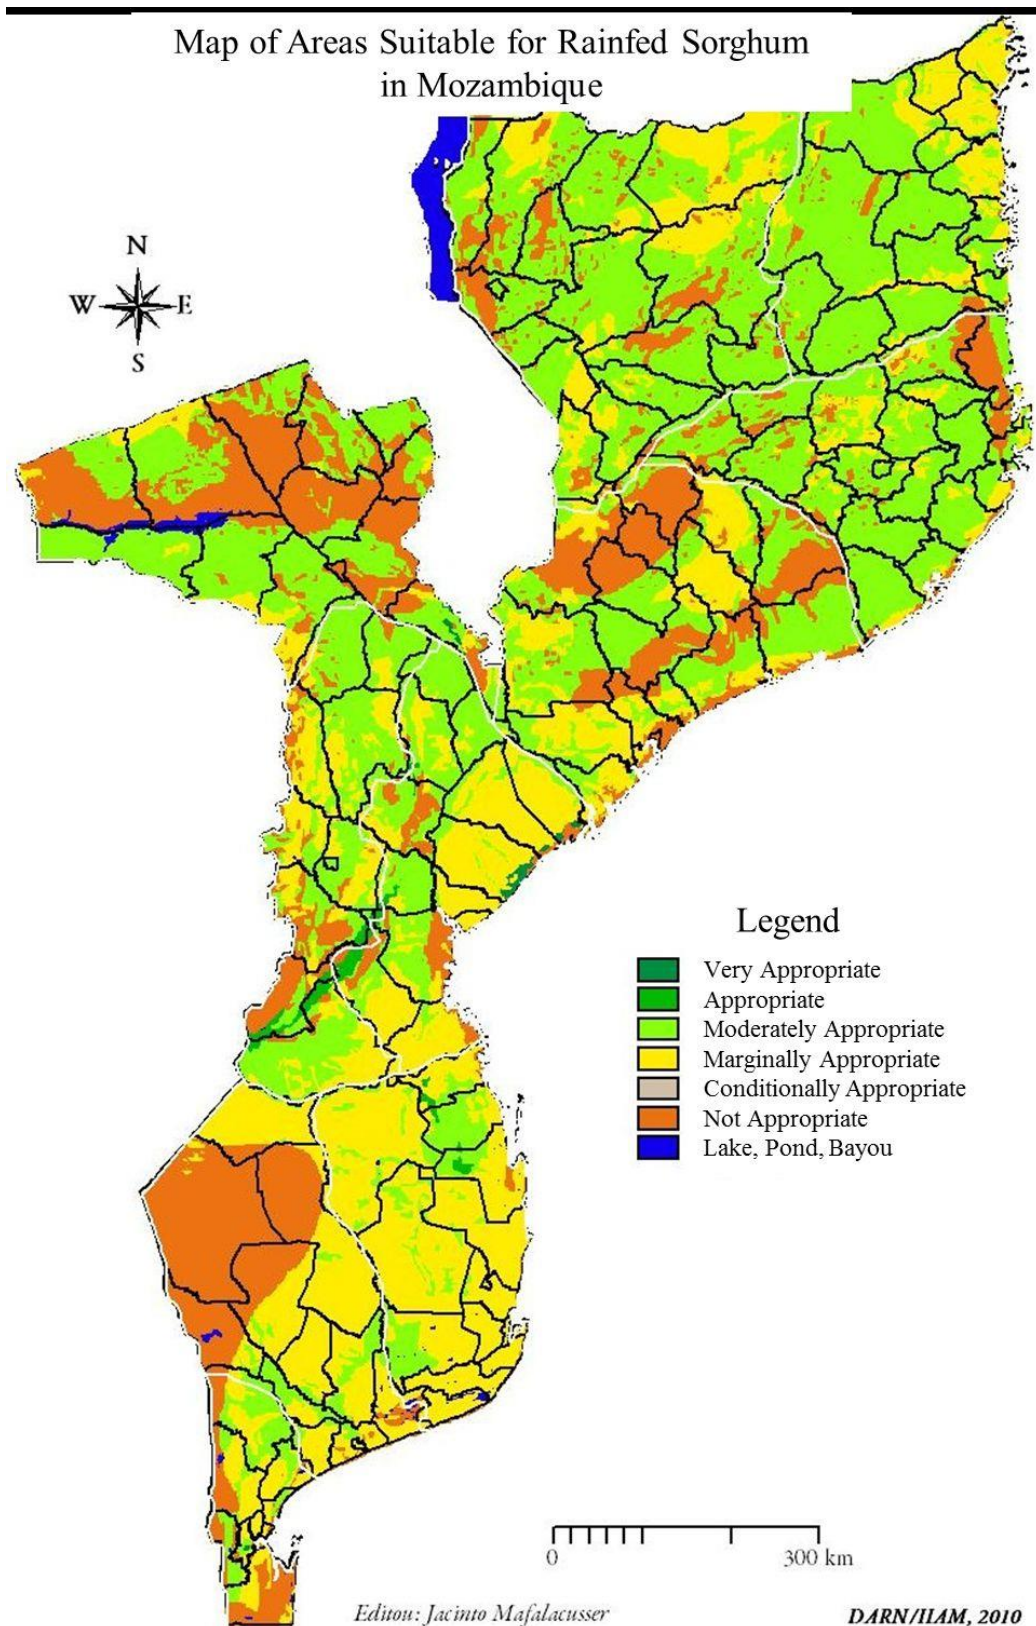 Map of Areas Suitable for Rainfed Sorghum
in Mozambique
N
W E
S
Legend
Very Appropriate
Appropriate
Moderately Appropriate
Marginally Appropriate
Conditionally Appropriate
Not Appropriate
Lake, Pond, Bayou
0 300 km
Editou: Jacinto Mafalacusser
DARN/IIAM, 2010